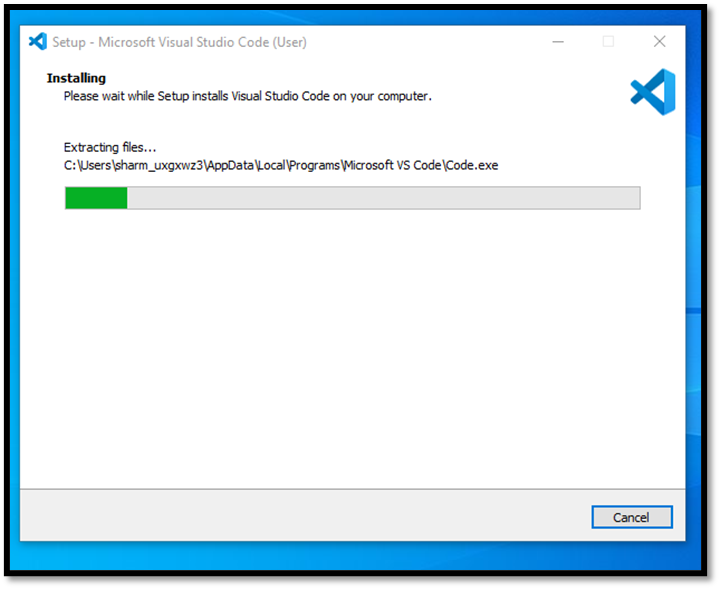 Setup - Microsoft Visual Studio Code (User)
Installing
Please wait while Setup installs Visual Studio Code on your computer.
Extracting files...
C:\Users\sharm_uxgxwz3\AppData\Local\Programs\Microsoft VS Code\Code.exe
Cancel